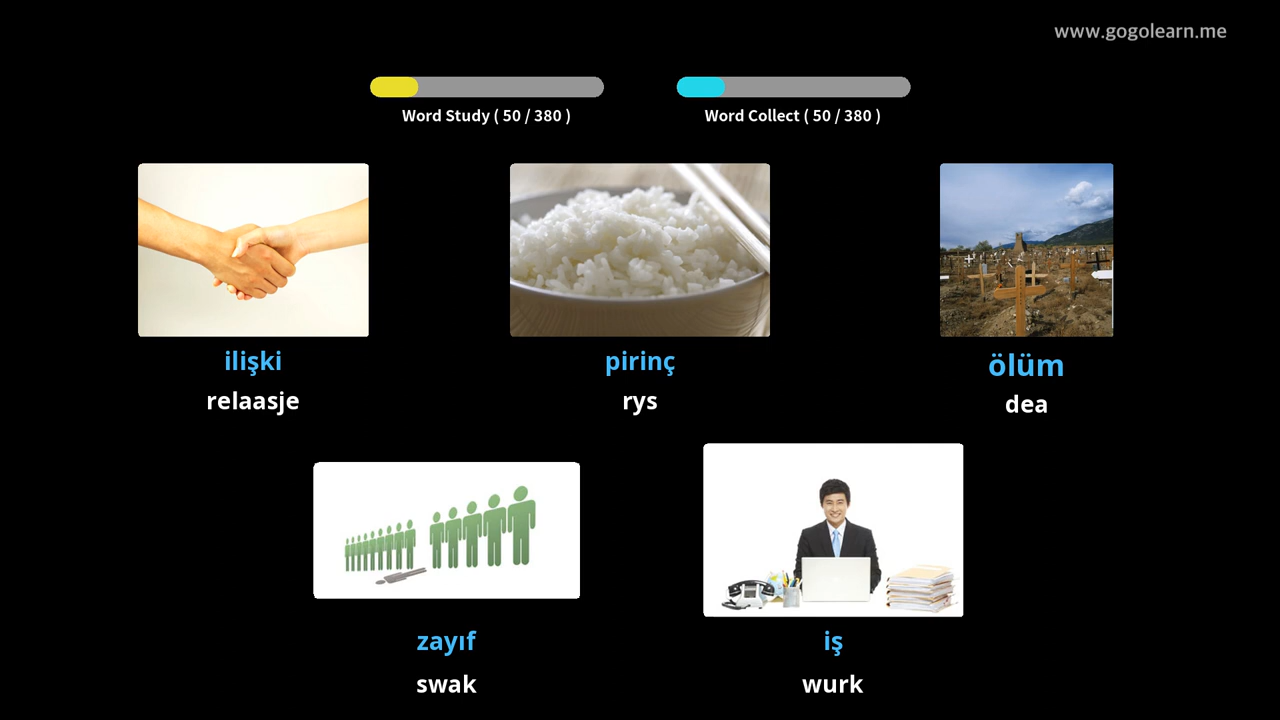 www.gogolearn.me
Word Study ( 50 / 380 )
Word Collect ( 50 / 380 )
ilişki
relaasje
pirinç
rys
ölüm
dea
zayıf
swak
iş
wurk